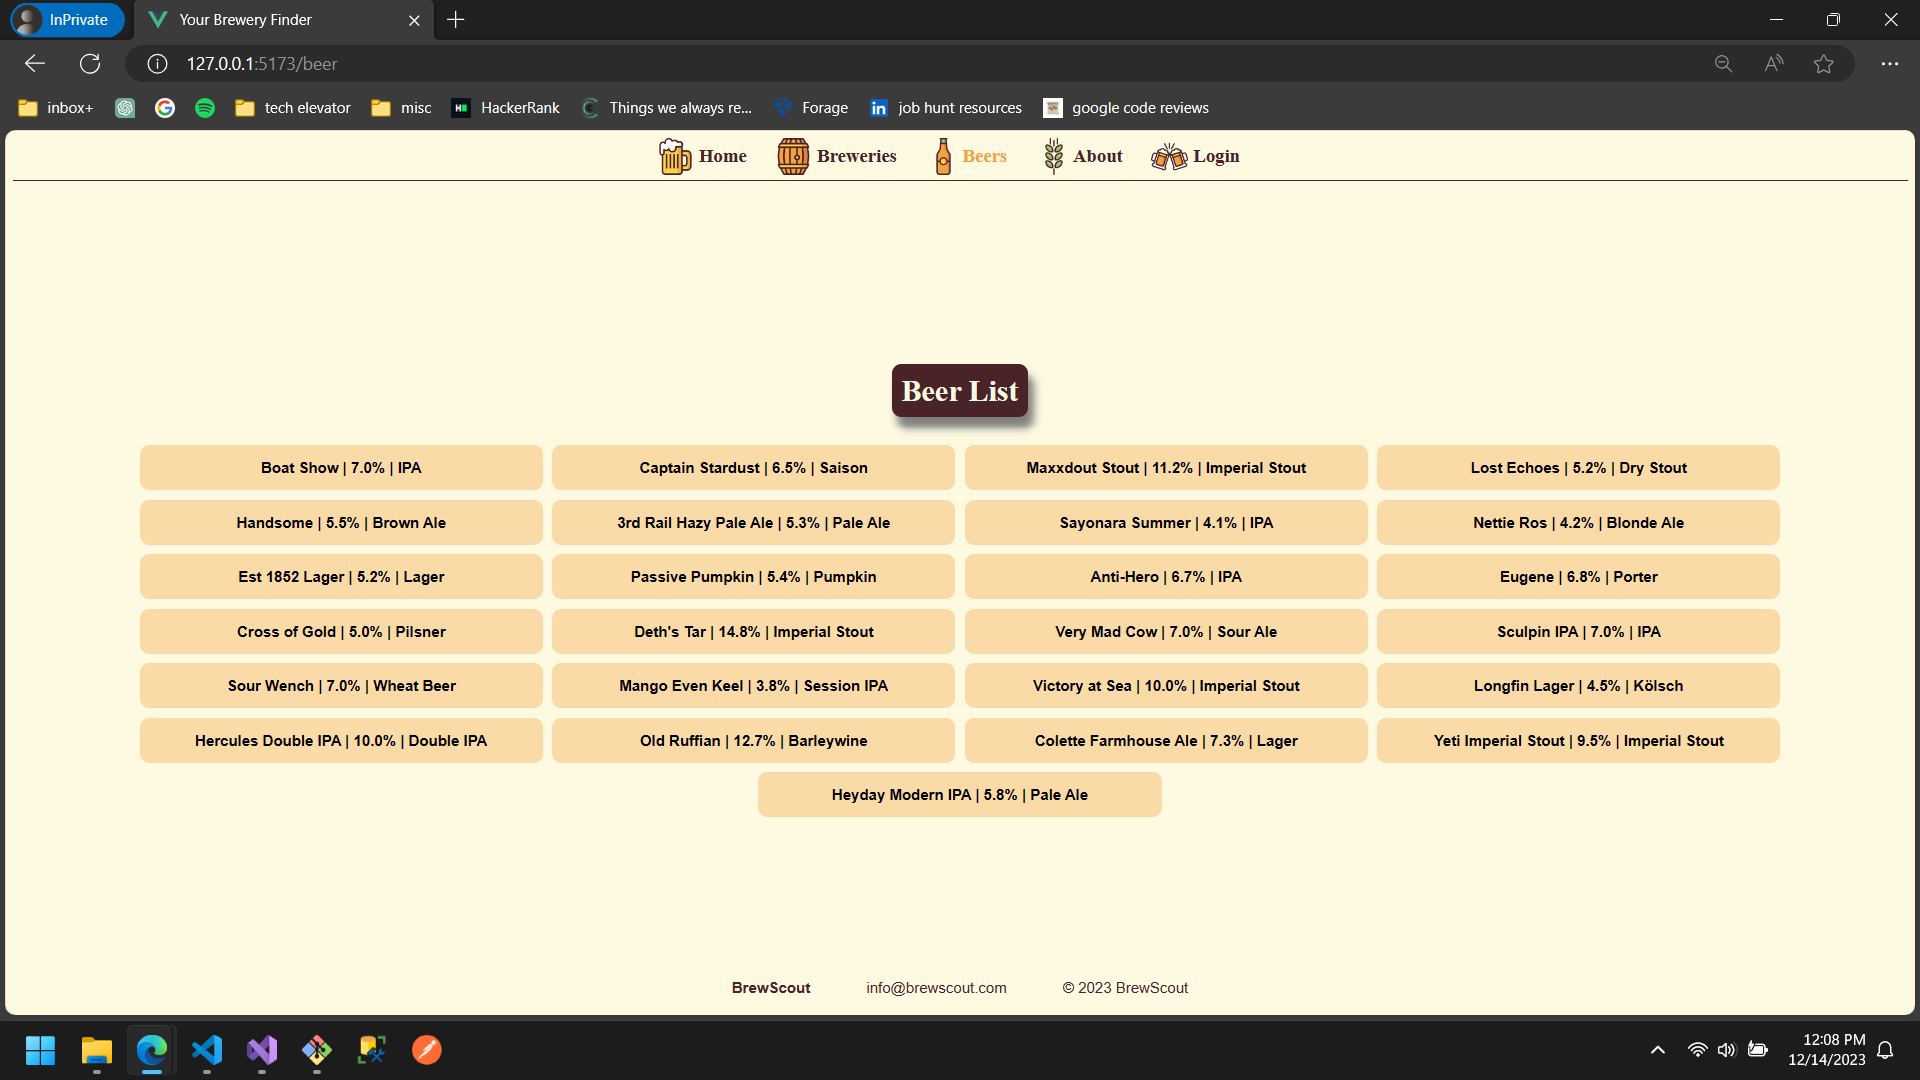 InPrivate
Your Brewery Finder
127.0.0.1:5173/beer
inbox+
tech elevator
misc
HackerRank
Things we always re...
Forage
job hunt resources
google code reviews
Home
Breweries
Beers
About
Login
Beer List
Boat Show | 7.0% | IPA
Captain Stardust | 6.5% | Saison
Maxxdout Stout | 11.2% | Imperial Stout
Lost Echoes | 5.2% | Dry Stout
Handsome | 5.5% | Brown Ale
3rd Rail Hazy Pale Ale | 5.3% | Pale Ale
Sayonara Summer | 4.1% | IPA
Nettie Ros | 4.2% | Blonde Ale
Est 1852 Lager | 5.2% | Lager
Passive Pumpkin | 5.4% | Pumpkin
Anti-Hero | 6.7% | IPA
Eugene | 6.8% | Porter
Cross of Gold | 5.0% | Pilsner
Deth's Tar | 14.8% | Imperial Stout
Very Mad Cow | 7.0% | Sour Ale
Sculpin IPA | 7.0% | IPA
Sour Wench | 7.0% | Wheat Beer
Mango Even Keel | 3.8% | Session IPA
Victory at Sea | 10.0% | Imperial Stout
Longfin Lager | 4.5% | Kölsch
Hercules Double IPA | 10.0% | Double IPA
Old Ruffian | 12.7% | Barleywine
Colette Farmhouse Ale | 7.3% | Lager
Yeti Imperial Stout | 9.5% | Imperial Stout
Heyday Modern IPA | 5.8% | Pale Ale
BrewScout
info@brewscout.com
© 2023 BrewScout
12:08 PM
12/14/2023